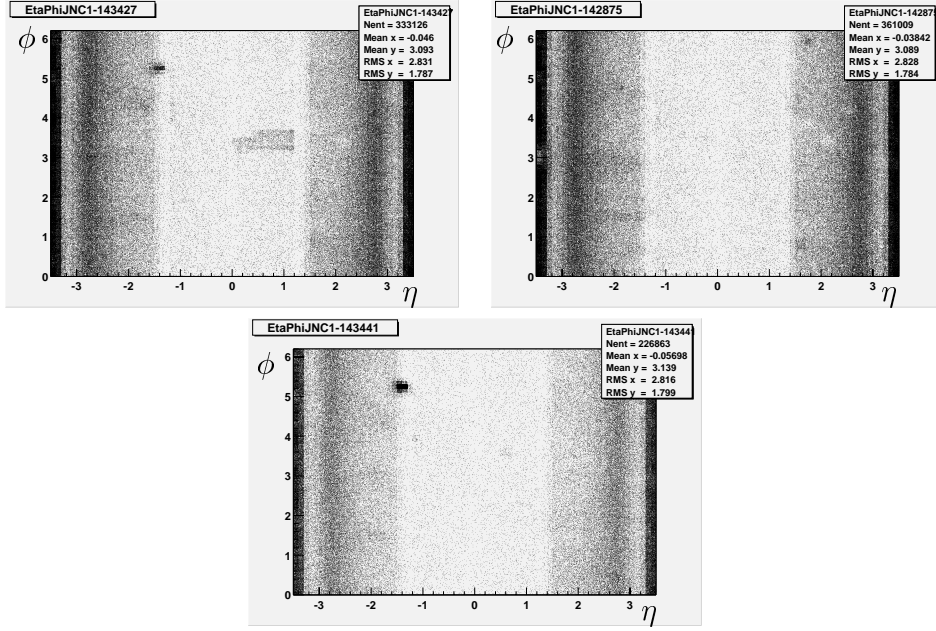 EtaPhiJNC1-143427
EtaPhiJNC1-143427
Nent = 333126
Mean x = -0.046
Mean y = 3.093
RMS x = 2.831
RMS y = 1.787
ϕ
6
5
4
3
2
1
0
-3 -2 -1 0 1 2 3
η
EtaPhiJNC1-142875
EtaPhiJNC1-142875
Nent = 361009
Mean x = -0.03842
Mean y = 3.089
RMS x = 2.828
RMS y = 1.784
ϕ
6
5
4
3
2
1
0
-3 -2 -1 0 1 2 3
η
EtaPhiJNC1-143441
EtaPhiJNC1-143441
Nent = 226863
Mean x = -0.05698
Mean y = 3.139
RMS x = 2.816
RMS y = 1.799
ϕ
6
5
4
3
2
1
0
-3 -2 -1 0 1 2 3
η